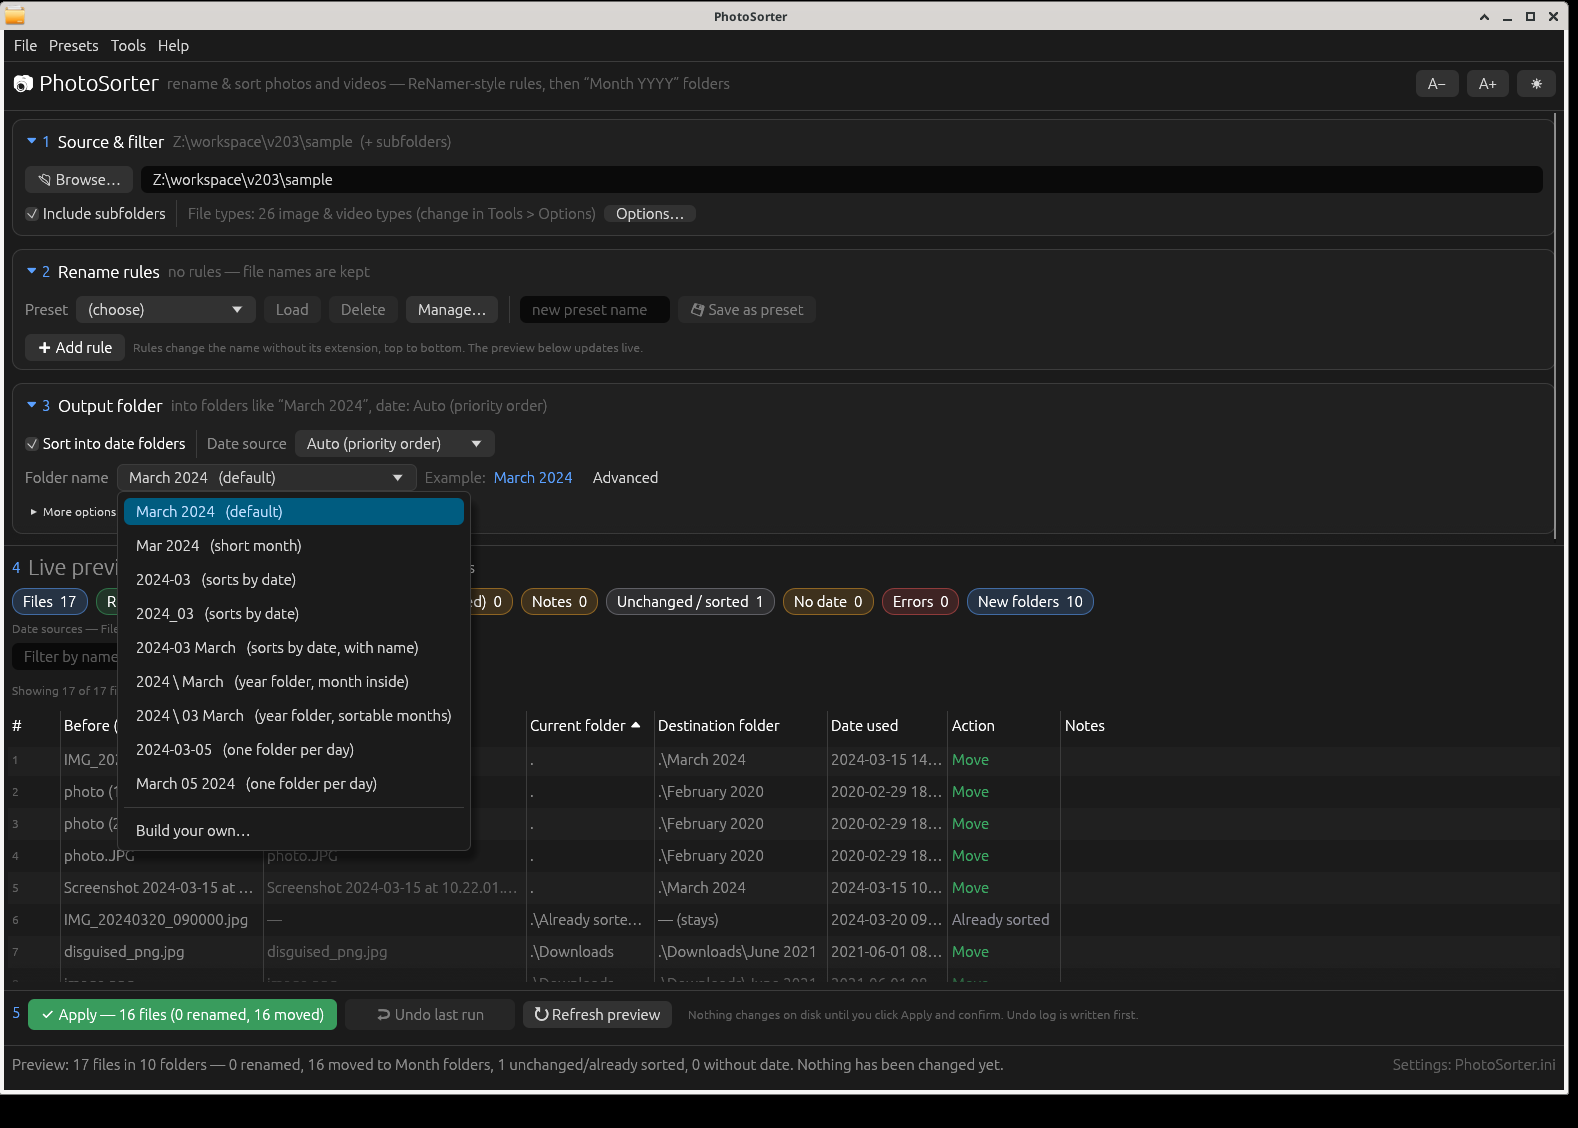 PhotoSorter
File Presets Tools Help
PhotoSorter rename & sort photos and videos — ReNamer-style rules, then “Month YYYY” folders A− A+
1 Source & filter Z:\workspace\v203\sample (+ subfolders)
Browse… Z:\workspace\v203\sample
Include subfolders File types: 26 image & video types (change in Tools > Options) Options…
2 Rename rules no rules — file names are kept
Preset (choose) Load Delete Manage… new preset name Save as preset
Add rule Rules change the name without its extension, top to bottom. The preview below updates live.
3 Output folder into folders like “March 2024”, date: Auto (priority order)
Sort into date folders Date source Auto (priority order)
Folder name March 2024 (default) Example: March 2024 Advanced
More options
March 2024 (default)
Mar 2024 (short month)
2024-03 (sorts by date)
2024_03 (sorts by date)
2024-03 March (sorts by date, with name)
2024 \ March (year folder, month inside)
2024 \ 03 March (year folder, sortable months)
2024-03-05 (one folder per day)
March 05 2024 (one folder per day)
Build your own…
4 Live previ s
Files 17 R ed) 0 Notes 0 Unchanged / sorted 1 No date 0 Errors 0 New folders 10
Date sources — File
Filter by name
Showing 17 of 17 fi
# Before ( Current folder Destination folder Date used Action Notes
1 IMG_202 . .\March 2024 2024-03-15 14… Move
2 photo (1 . .\February 2020 2020-02-29 18… Move
3 photo (2 . .\February 2020 2020-02-29 18… Move
4 photo.JPG photo.JPG . .\February 2020 2020-02-29 18… Move
5 Screenshot 2024-03-15 at … Screenshot 2024-03-15 at 10.22.01.… . .\March 2024 2024-03-15 10… Move
6 IMG_20240320_090000.jpg — .\Already sorte… — (stays) 2024-03-20 09… Already sorted
7 disguised_png.jpg disguised_png.jpg .\Downloads .\Downloads\June 2021 2021-06-01 08… Move
5 Apply — 16 files (0 renamed, 16 moved) Undo last run Refresh preview Nothing changes on disk until you click Apply and confirm. Undo log is written first.
Preview: 17 files in 10 folders — 0 renamed, 16 moved to Month folders, 1 unchanged/already sorted, 0 without date. Nothing has been changed yet. Settings: PhotoSorter.ini